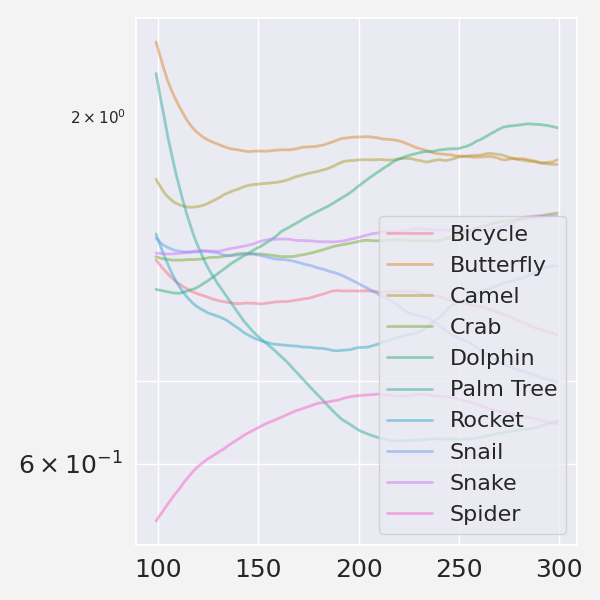 2 × 10⁰
6 × 10⁻¹
Bicycle
Butterfly
Camel
Crab
Dolphin
Palm Tree
Rocket
Snail
Snake
Spider
100 150 200 250 300